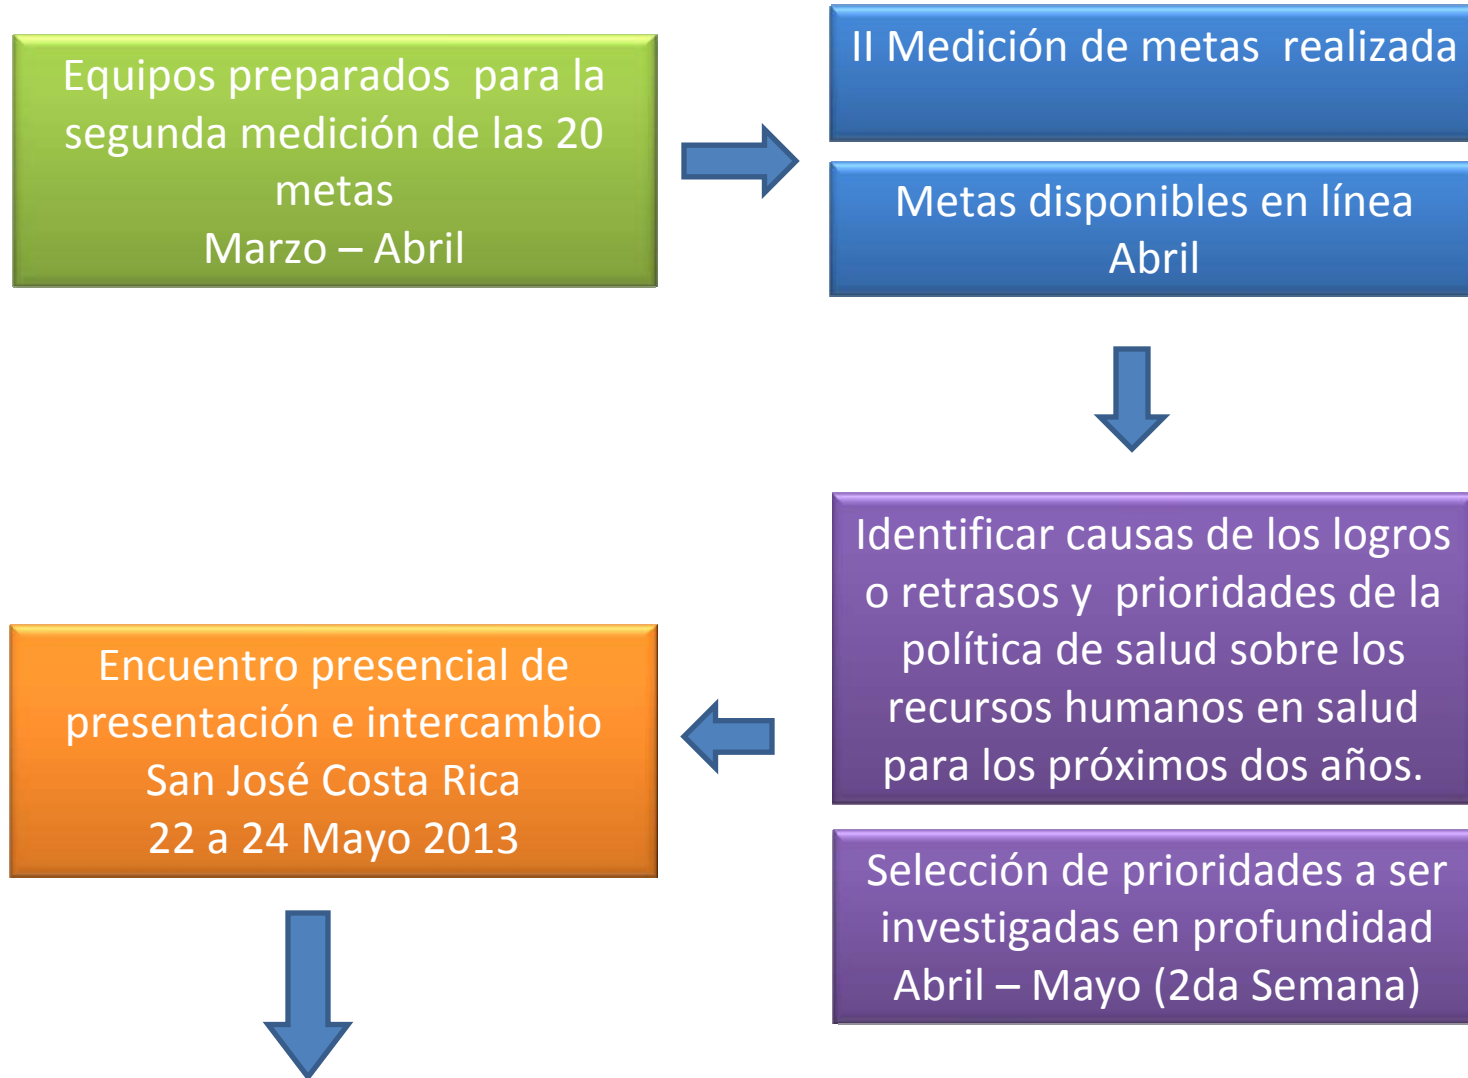 Equipos preparados para la
segunda medición de las 20
metas
Marzo – Abril
II Medición de metas realizada
Metas disponibles en línea
Abril
Identificar causas de los logros
o retrasos y prioridades de la
política de salud sobre los
recursos humanos en salud
para los próximos dos años.
Selección de prioridades a ser
investigadas en profundidad
Abril – Mayo (2da Semana)
Encuentro presencial de
presentación e intercambio
San José Costa Rica
22 a 24 Mayo 2013